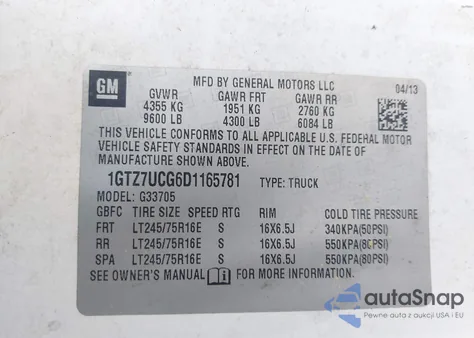 GM
MFD BY GENERAL MOTORS LLC
04/13
GVWR GAWR FRT GAWR RR
4355 KG 1951 KG 2760 KG
9600 LB 4300 LB 6084 LB
THIS VEHICLE CONFORMS TO ALL APPLICABLE U.S. FEDERAL MOTOR
VEHICLE SAFETY STANDARDS IN EFFECT ON THE DATE OF
MANUFACTURE SHOWN ABOVE.
1GTZ7UCG6D1165781 TYPE: TRUCK
MODEL: G33705
GBFC TIRE SIZE SPEED RTG RIM COLD TIRE PRESSURE
FRT LT245/75R16E S 16X6.5J 340KPA(50PSI)
RR LT245/75R16E S 16X6.5J 550KPA(80PSI)
SPA LT245/75R16E S 16X6.5J 550KPA(80PSI)
SEE OWNER'S MANUAL FOR MORE INFORMATION.
autoSnap
Pewne auta z aukcji USA i EU